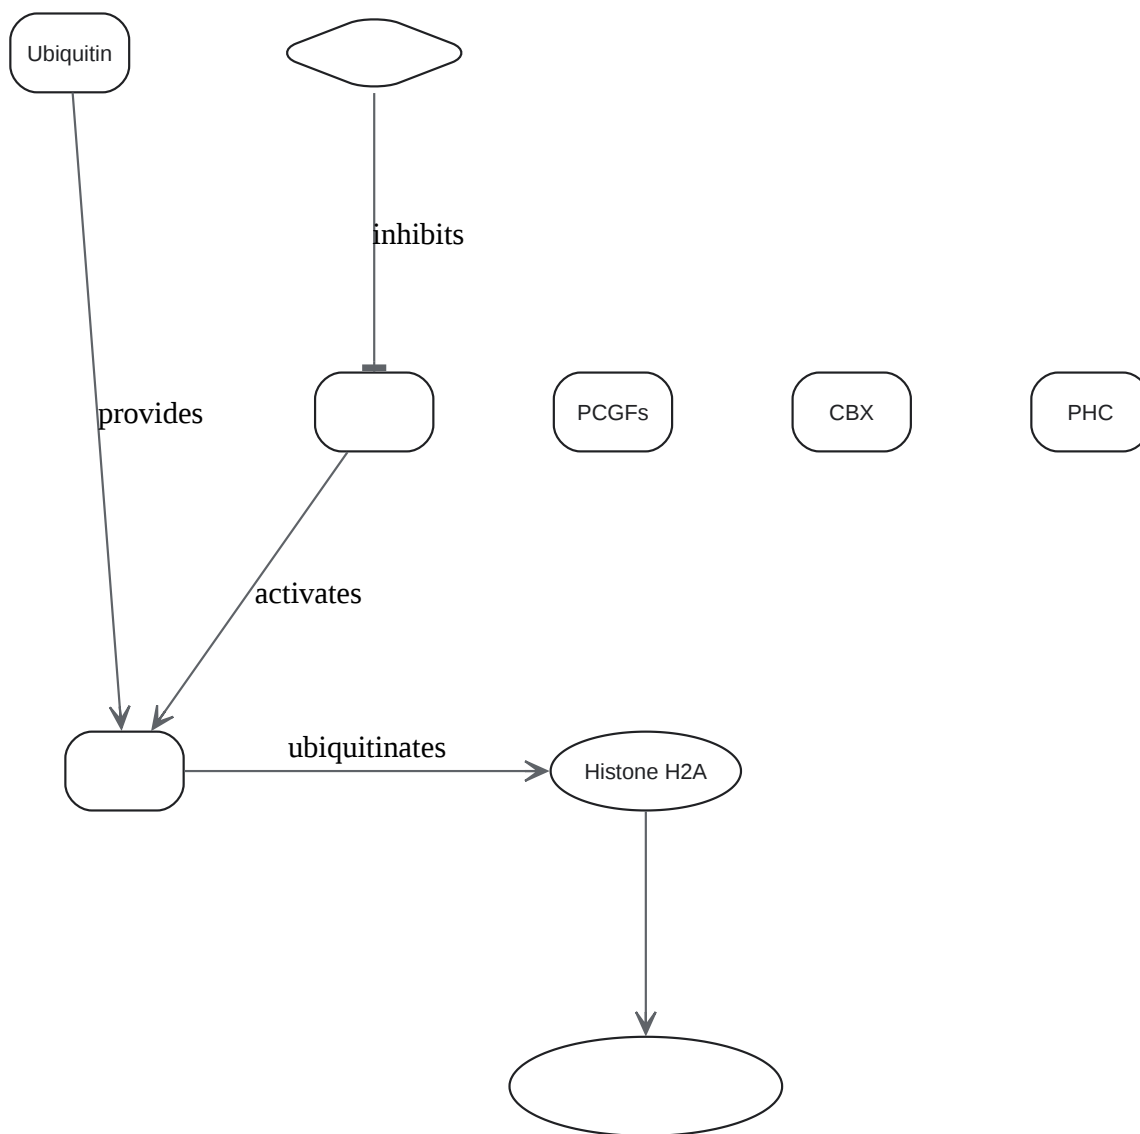 Ubiquitin
inhibits
provides
PCGFs
CBX
PHC
activates
ubiquitinates
Histone H2A